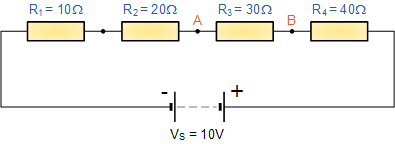 R₁ = 10Ω R₂ = 20Ω A R₃ = 30Ω B R₄ = 40Ω
- +
Vs = 10V